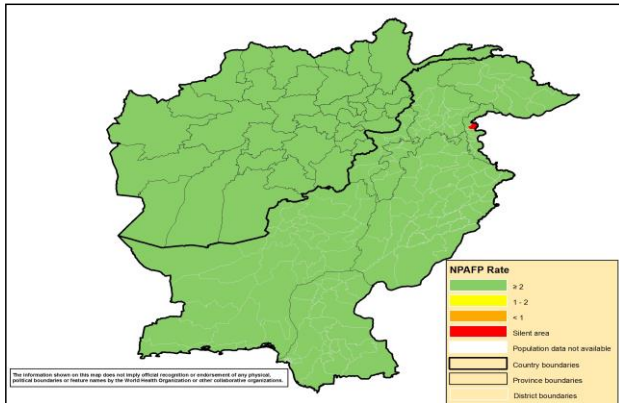 NPAFP Rate
≥ 2
1 - 2
< 1
Silent area
Population data not available
Country boundaries
Province boundaries
District boundaries
The information shown on this map does not imply official recognition or endorsement of any physical,
political boundaries or feature names by the World Health Organization or other collaborative organizations.